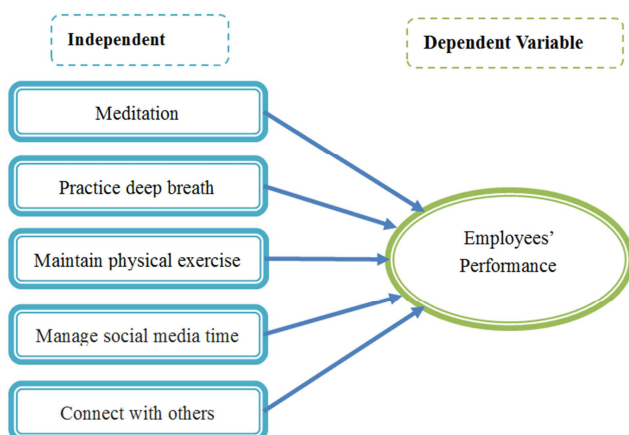 Independent
Dependent Variable
Meditation
Practice deep breath
Maintain physical exercise
Manage social media time
Connect with others
Employees’
Performance